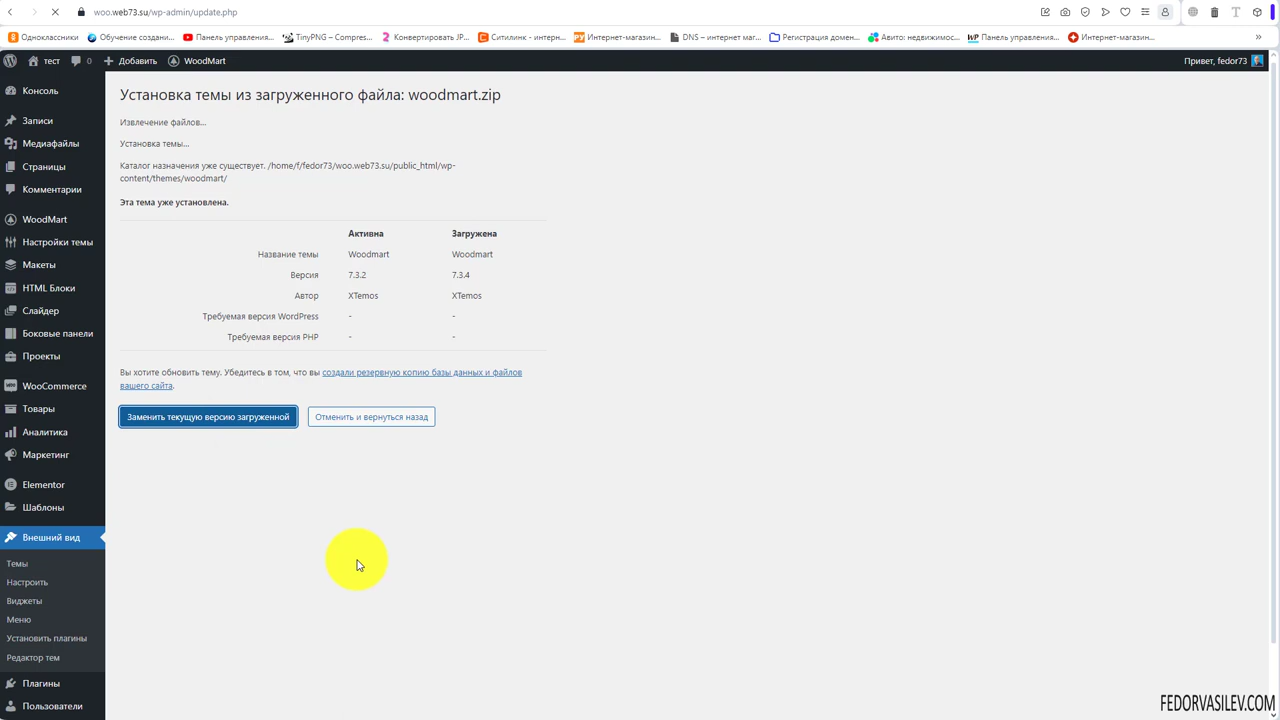 woo.web73.su/wp-admin/update.php
Одноклассники
Обучение создани...
Панель управления...
TinyPNG – Compres...
Конвертировать JP...
Ситилинк - интерн...
Интернет-магазин...
DNS – интернет маг...
Регистрация домен...
Авито: недвижимос...
Панель управления...
Интернет-магазин...
»
тест
0
Добавить
WoodMart
Привет, fedor73
Консоль
Записи
Медиафайлы
Страницы
Комментарии
WoodMart
Настройки темы
Макеты
HTML Блоки
Слайдер
Боковые панели
Проекты
WooCommerce
Товары
Аналитика
Маркетинг
Elementor
Шаблоны
Внешний вид
Темы
Настроить
Виджеты
Меню
Установить плагины
Редактор тем
Плагины
Пользователи
Установка темы из загруженного файла: woodmart.zip
Извлечение файлов...
Установка темы...
Каталог назначения уже существует. /home/f/fedor73/woo.web73.su/public_html/wp-
content/themes/woodmart/
Эта тема уже установлена.
Активна Загружена
Название темы Woodmart Woodmart
Версия 7.3.2 7.3.4
Автор XTemos XTemos
Требуемая версия WordPress - -
Требуемая версия PHP - -
Вы хотите обновить тему. Убедитесь в том, что вы создали резервную копию базы данных и файлов
вашего сайта.
Заменить текущую версию загруженной
Отменить и вернуться назад
FEDORVASILEV.COM